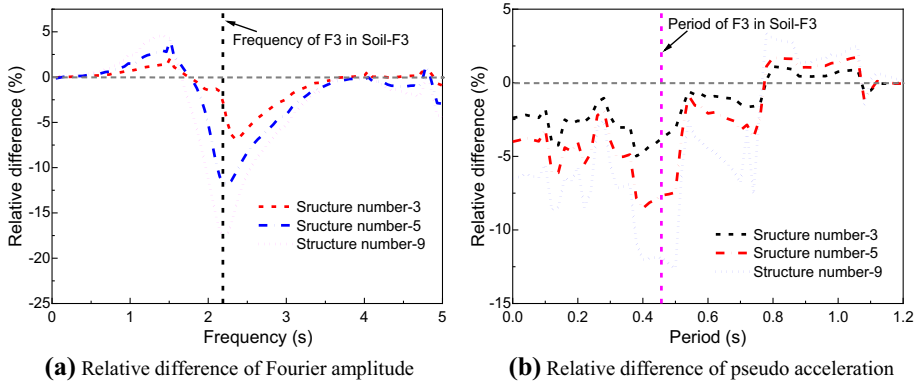 Relative difference (%)
5
0
-5
-10
-15
-20
-25
Frequency of F3 in Soil-F3
Sructure number-3
Sructure number-5
Structure number-9
0 1 2 3 4 5
Frequency (s)
(a) Relative difference of Fourier amplitude
Relative difference (%)
5
0
-5
-10
-15
Period of F3 in Soil-F3
Sructure number-3
Sructure number-5
Structure number-9
0.0 0.2 0.4 0.6 0.8 1.0 1.2
Period (s)
(b) Relative difference of pseudo acceleration